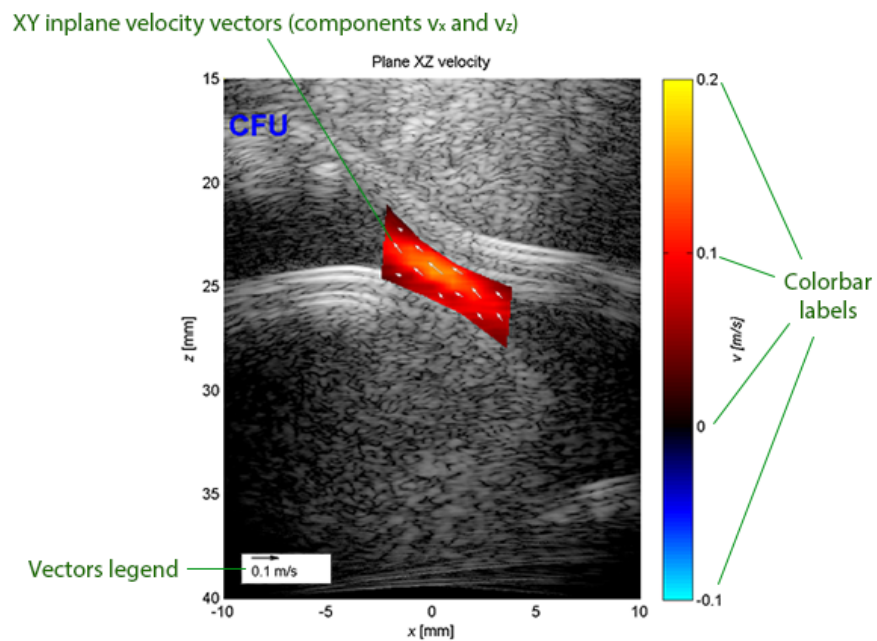 XY inplane velocity vectors (components vx and vz)
Plane XZ velocity
CFU
15
20
25
30
35
40
z [mm]
-10
-5
0
5
10
x [mm]
0.1 m/s
Vectors legend
0.2
0.1
0
-0.1
v [m/s]
Colorbar
labels